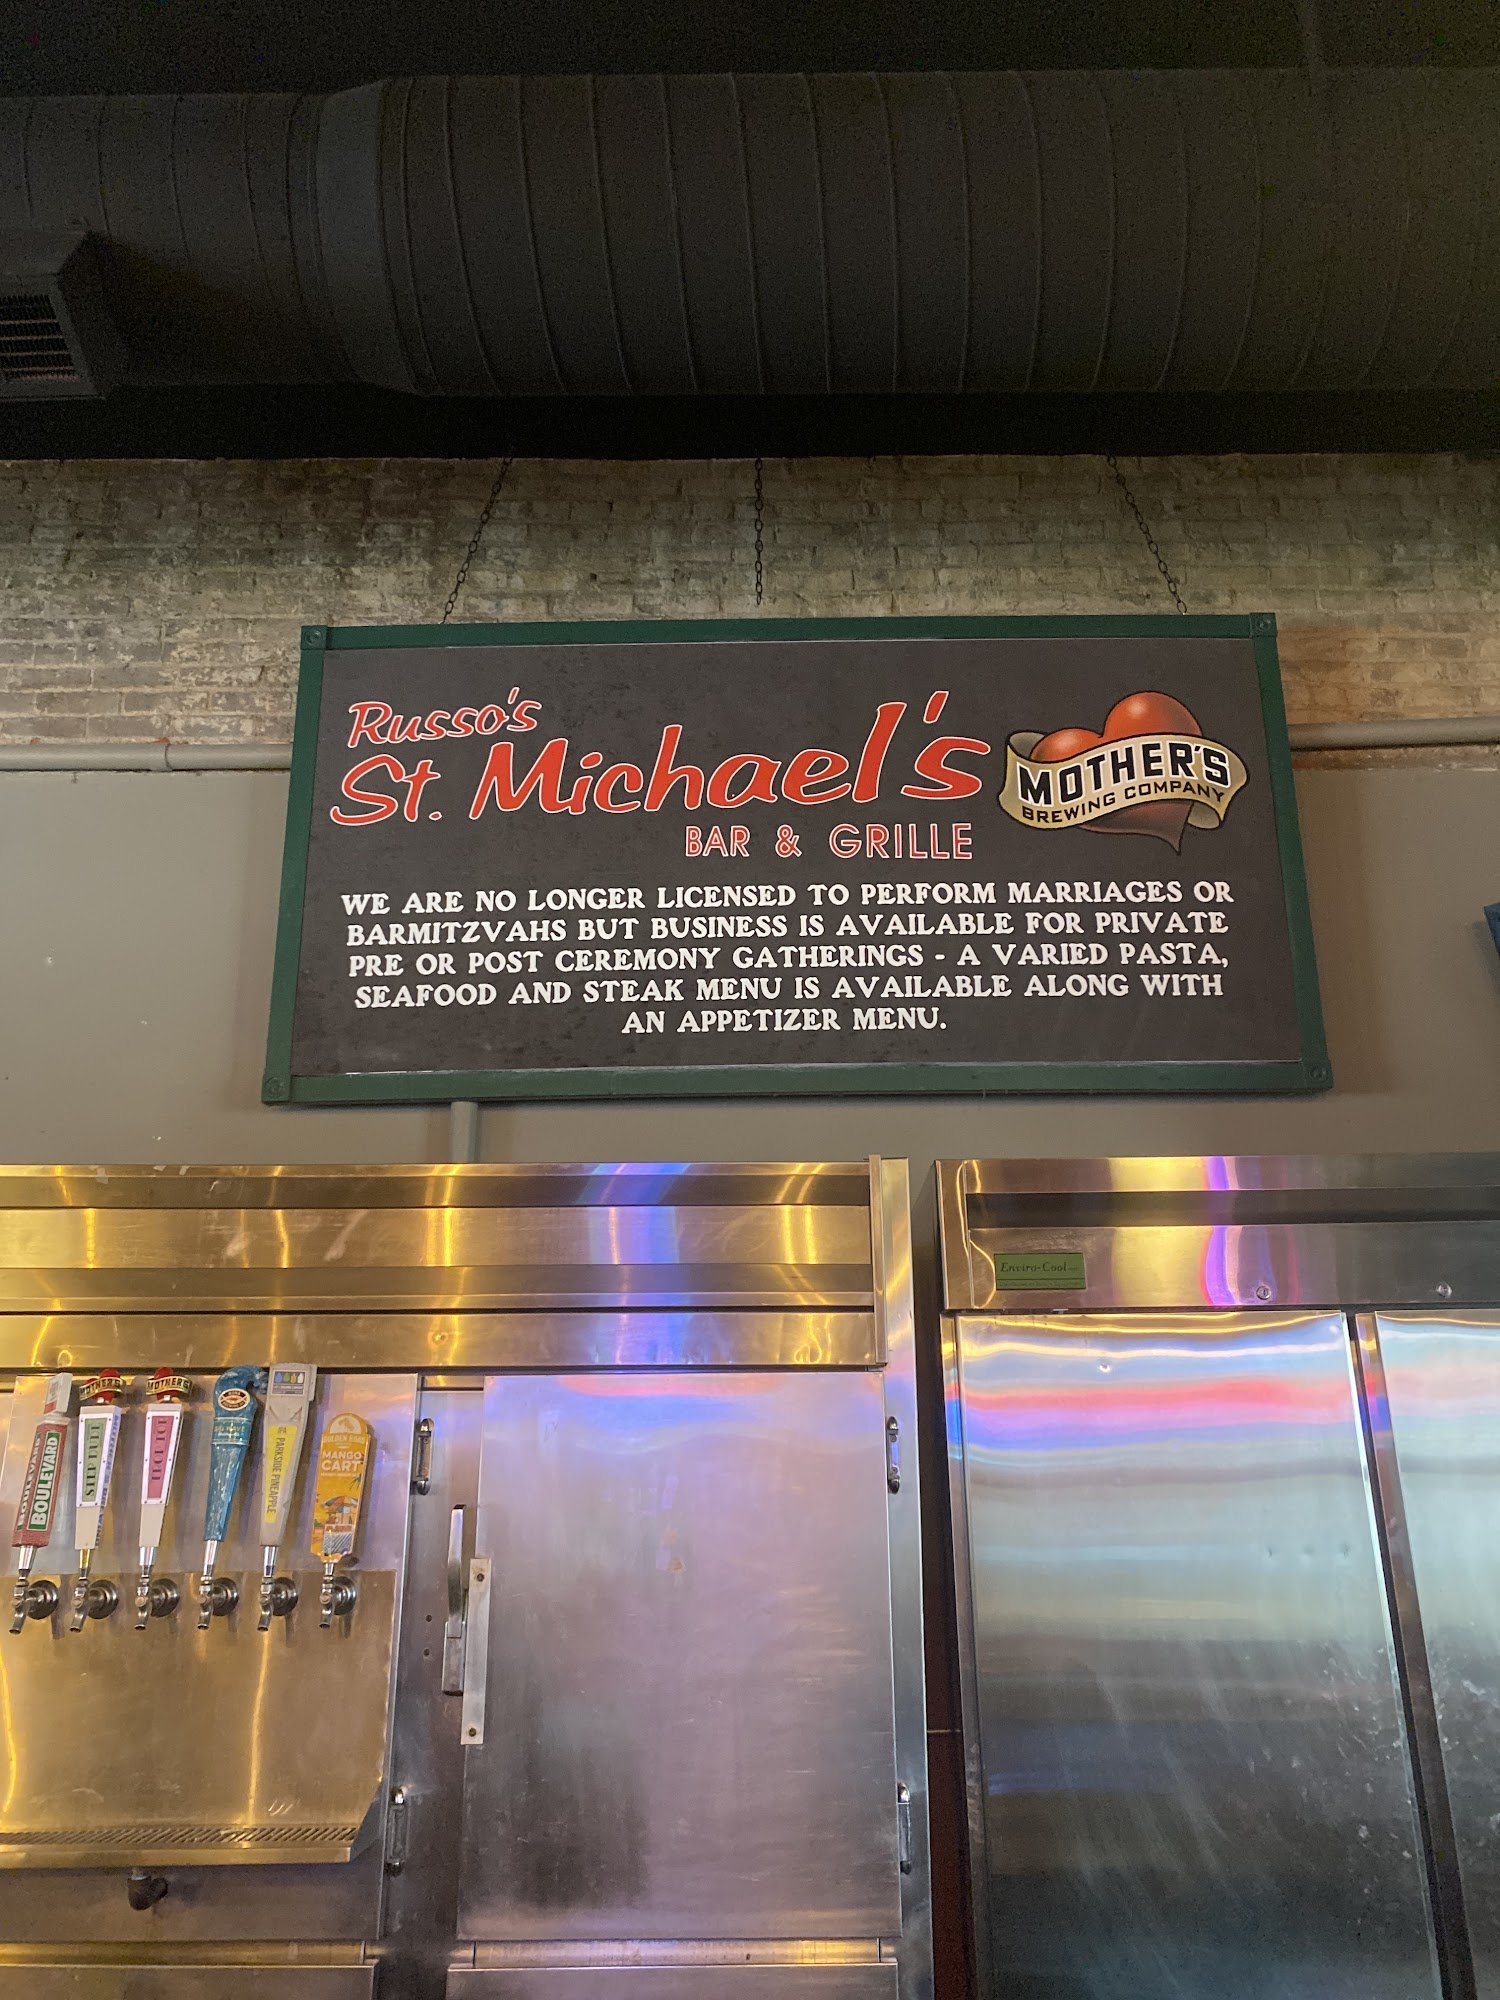 Russo's
St. Michael's
BAR & GRILLE
MOTHER'S
BREWING COMPANY
WE ARE NO LONGER LICENSED TO PERFORM MARRIAGES OR
BARMITZVAHS BUT BUSINESS IS AVAILABLE FOR PRIVATE
PRE OR POST CEREMONY GATHERINGS - A VARIED PASTA,
SEAFOOD AND STEAK MENU IS AVAILABLE ALONG WITH
AN APPETIZER MENU.
Enviro-Cool
BOULEVARD
BOULEVARD
MOTHER'S
MOTHER'S
PARKSIDE PINEAPPLE
GOLDEN ROAD
MANGO
CART